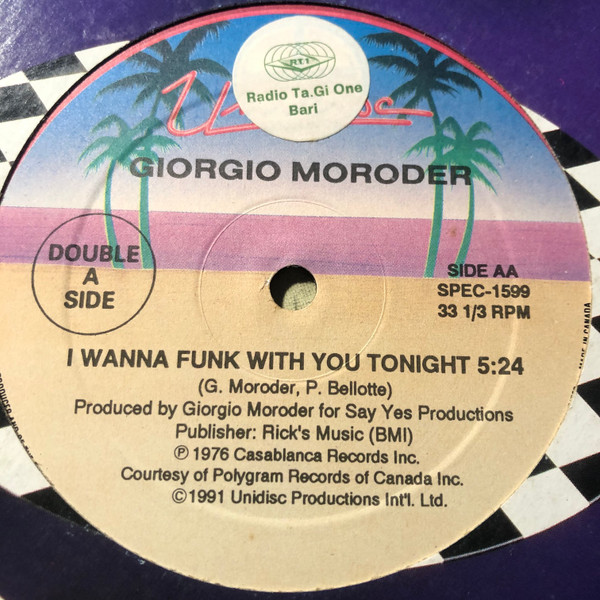 RT1
Radio Ta.Gi One
Bari
GIORGIO MORODER
DOUBLE
A
SIDE
SIDE AA
SPEC-1599
33 1/3 RPM
I WANNA FUNK WITH YOU TONIGHT 5:24
(G. Moroder, P. Bellotte)
Produced by Giorgio Moroder for Say Yes Productions
Publisher: Rick's Music (BMI)
Ⓟ 1976 Casablanca Records Inc.
Courtesy of Polygram Records of Canada Inc.
©1991 Unidisc Productions Int'l. Ltd.
MADE IN CANADA